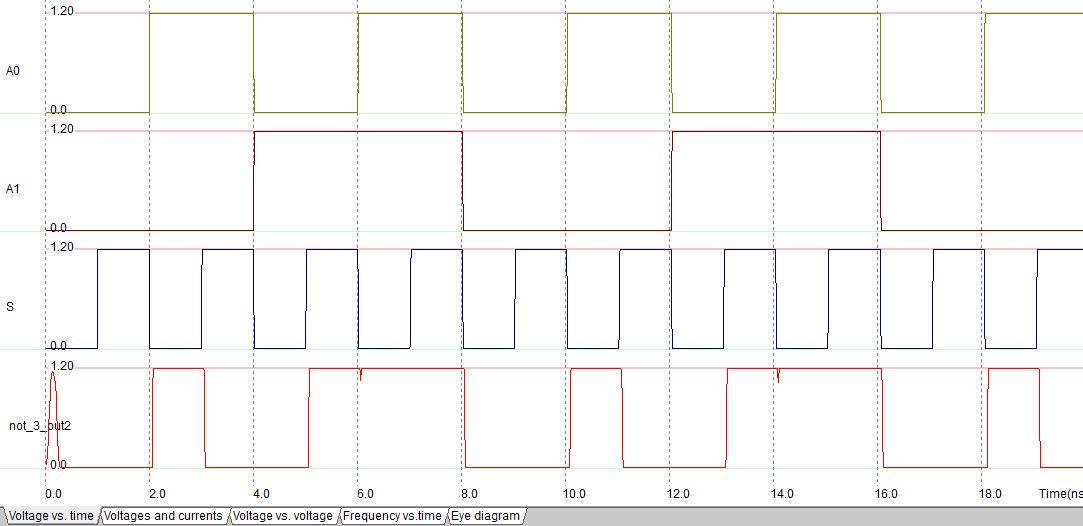 1.20
A0
0.0
1.20
A1
0.0
1.20
S
0.0
1.20
not_3_out2
0.0
0.0 2.0 4.0 6.0 8.0 10.0 12.0 14.0 16.0 18.0 Time(ns
Voltage vs. time Voltages and currents Voltage vs. voltage Frequency vs.time Eye diagram